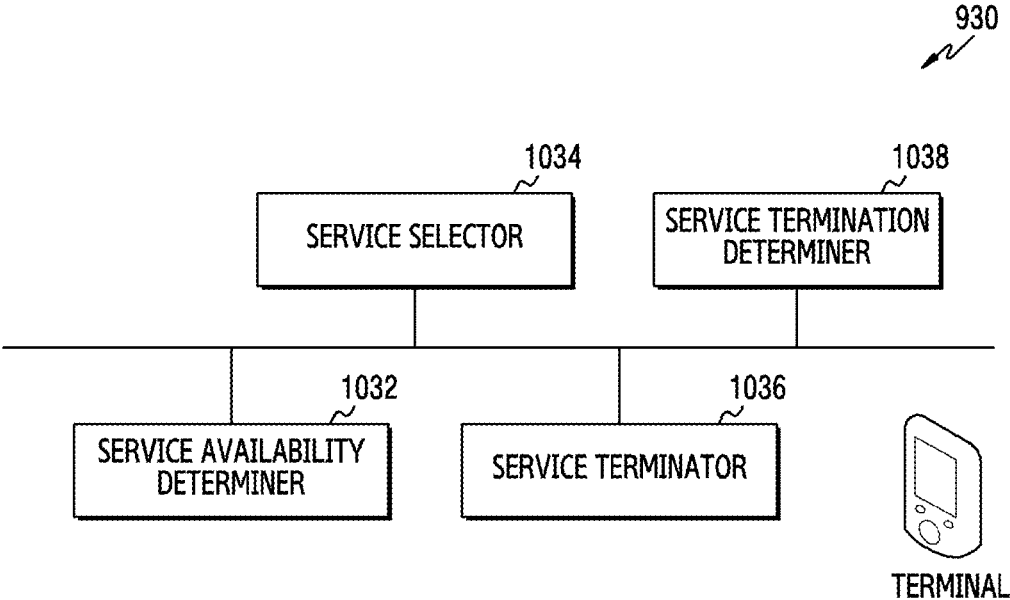 930
1034
1038
SERVICE SELECTOR
SERVICE TERMINATION
DETERMINER
1032
1036
SERVICE AVAILABILITY
DETERMINER
SERVICE TERMINATOR
TERMINAL